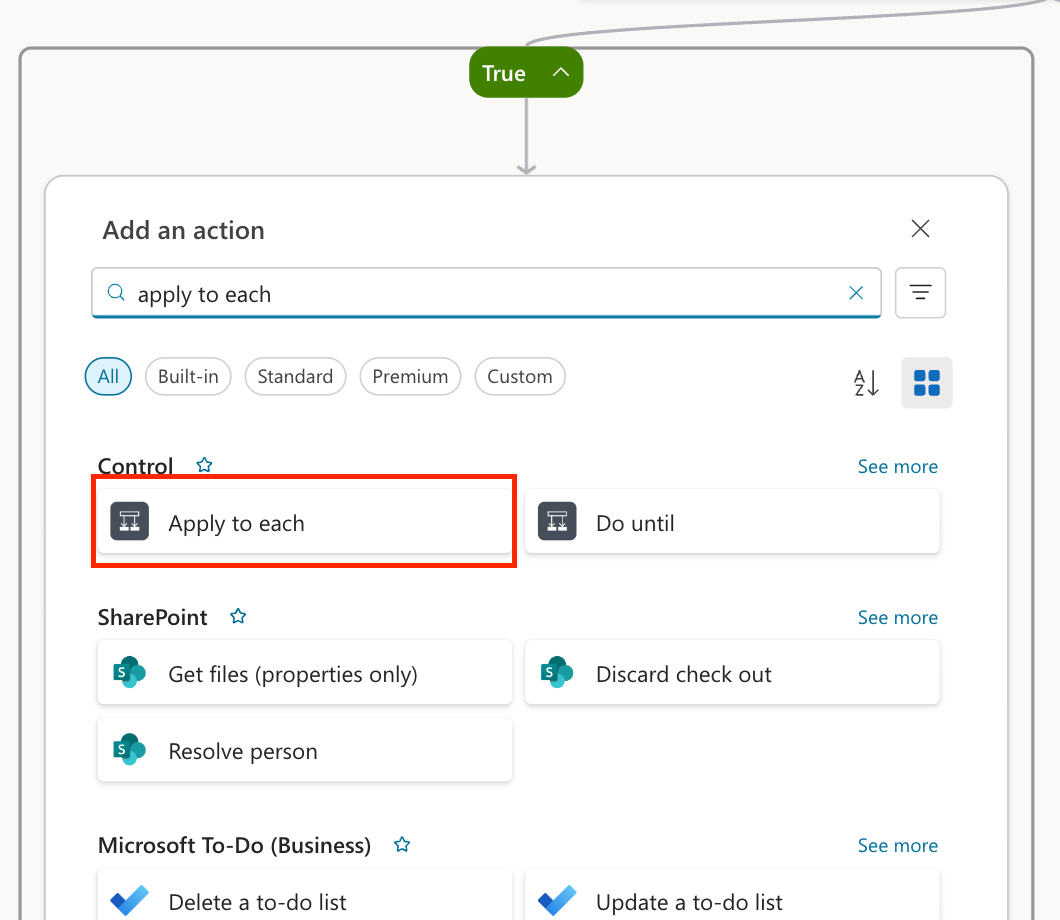 True
Add an action
apply to each
All Built-in Standard Premium Custom A Z
Control See more
Apply to each Do until
SharePoint See more
S Get files (properties only) S Discard check out
S Resolve person
Microsoft To-Do (Business) See more
Delete a to-do list Update a to-do list